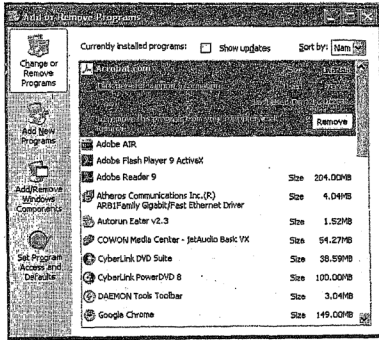 Add or Remove Programs
Change or
Remove
Programs
Add New
Programs
Add/Remove
Windows
Components
Set Program
Access and
Defaults
Currently installed programs:
Show updates
Sort by: Nam
Acrobat.com
Remove
Adobe AIR
Adobe Flash Player 9 ActiveX
Adobe Reader 9 Size 204.00MB
Atheros Communications Inc.(R)
AR81Family Gigabit/Fast Ethernet Driver Size 4.04MB
Autorun Eater v2.3 Size 1.52MB
COWON Media Center - jetAudio Basic VX Size 54.27MB
CyberLink DVD Suite Size 38.59MB
CyberLink PowerDVD 8 Size 100.00MB
DAEMON Tools Toolbar Size 3.04MB
Google Chrome Size 149.00MB